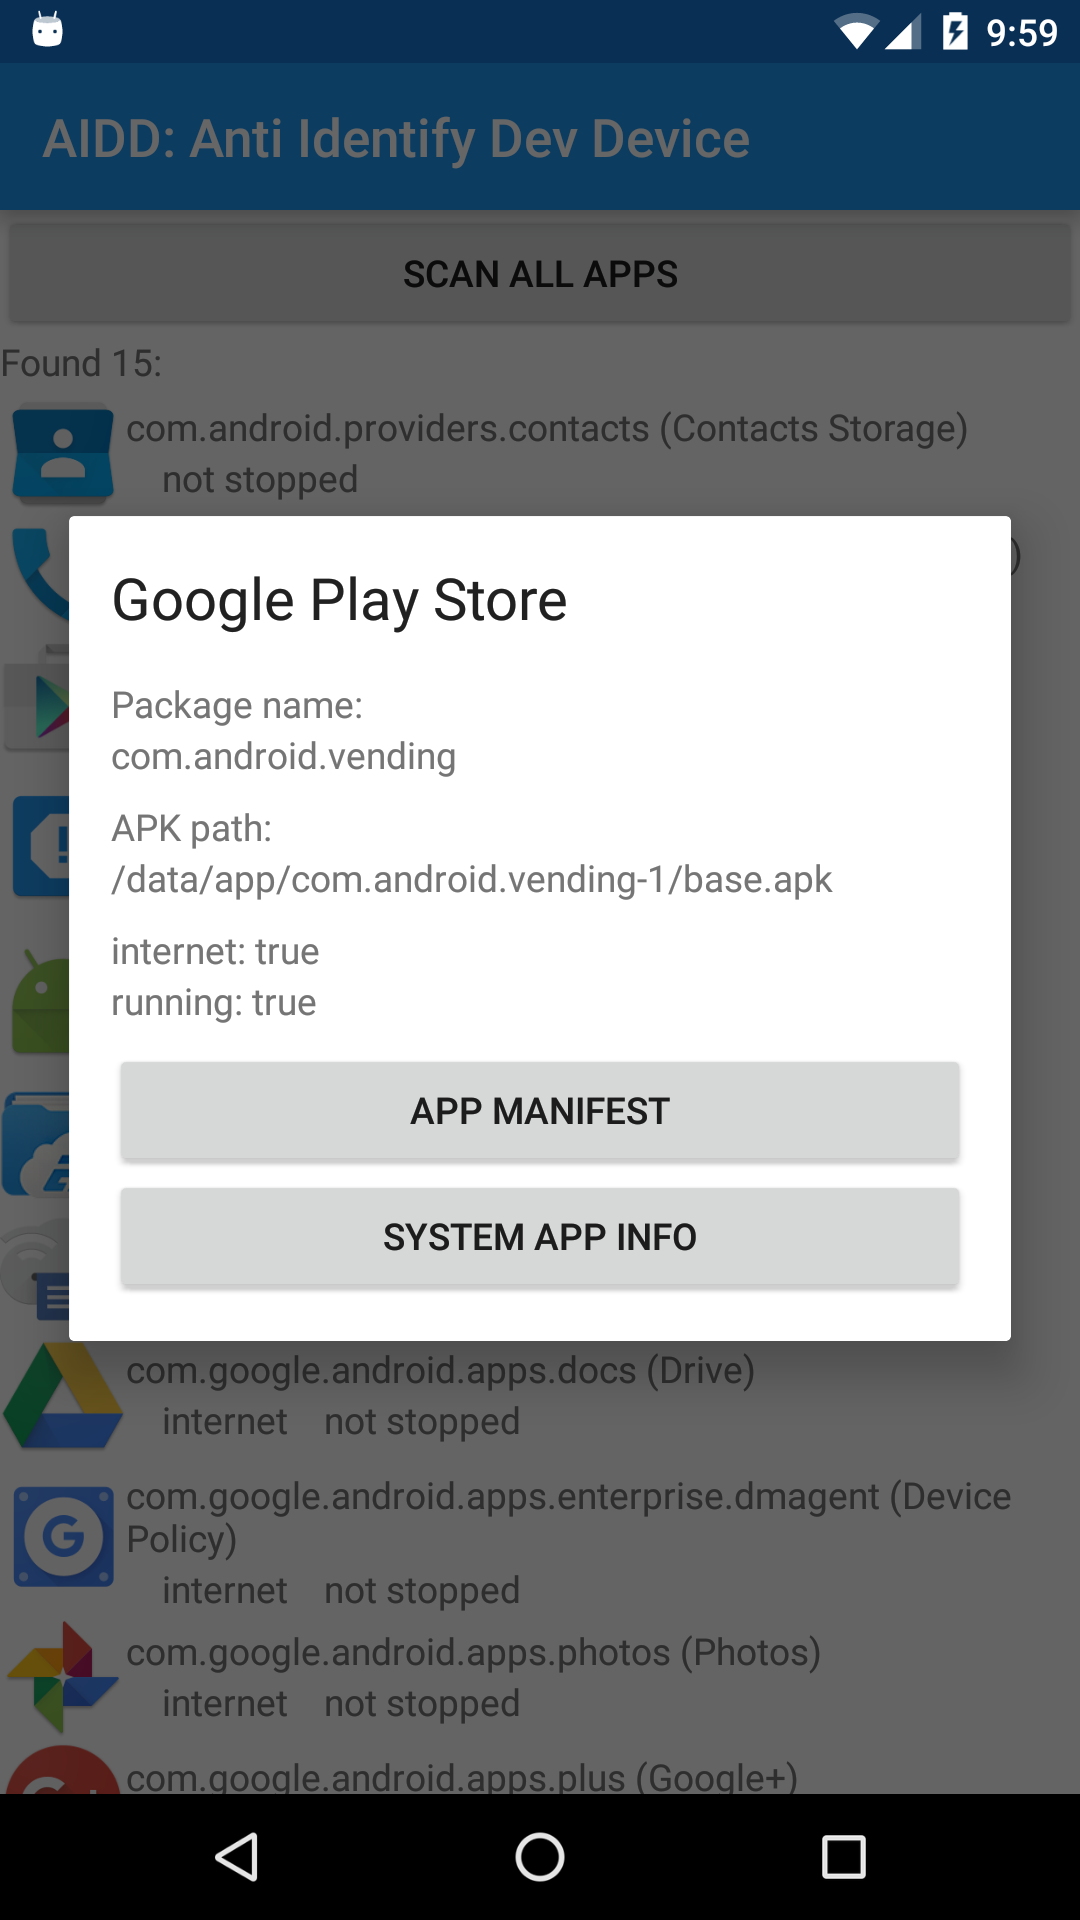 9:59
AIDD: Anti Identify Dev Device
SCAN ALL APPS
Found 15:
com.android.providers.contacts (Contacts Storage)
not stopped
)
Google Play Store
Package name:
com.android.vending
APK path:
/data/app/com.android.vending-1/base.apk
internet: true
running: true
APP MANIFEST
SYSTEM APP INFO
com.google.android.apps.docs (Drive)
internet not stopped
com.google.android.apps.enterprise.dmagent (Device
Policy)
internet not stopped
com.google.android.apps.photos (Photos)
internet not stopped
com.google.android.apps.plus (Google+)